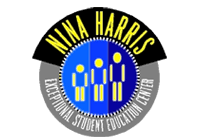 NINA HARRIS
EXCEPTIONAL STUDENT EDUCATION CENTER